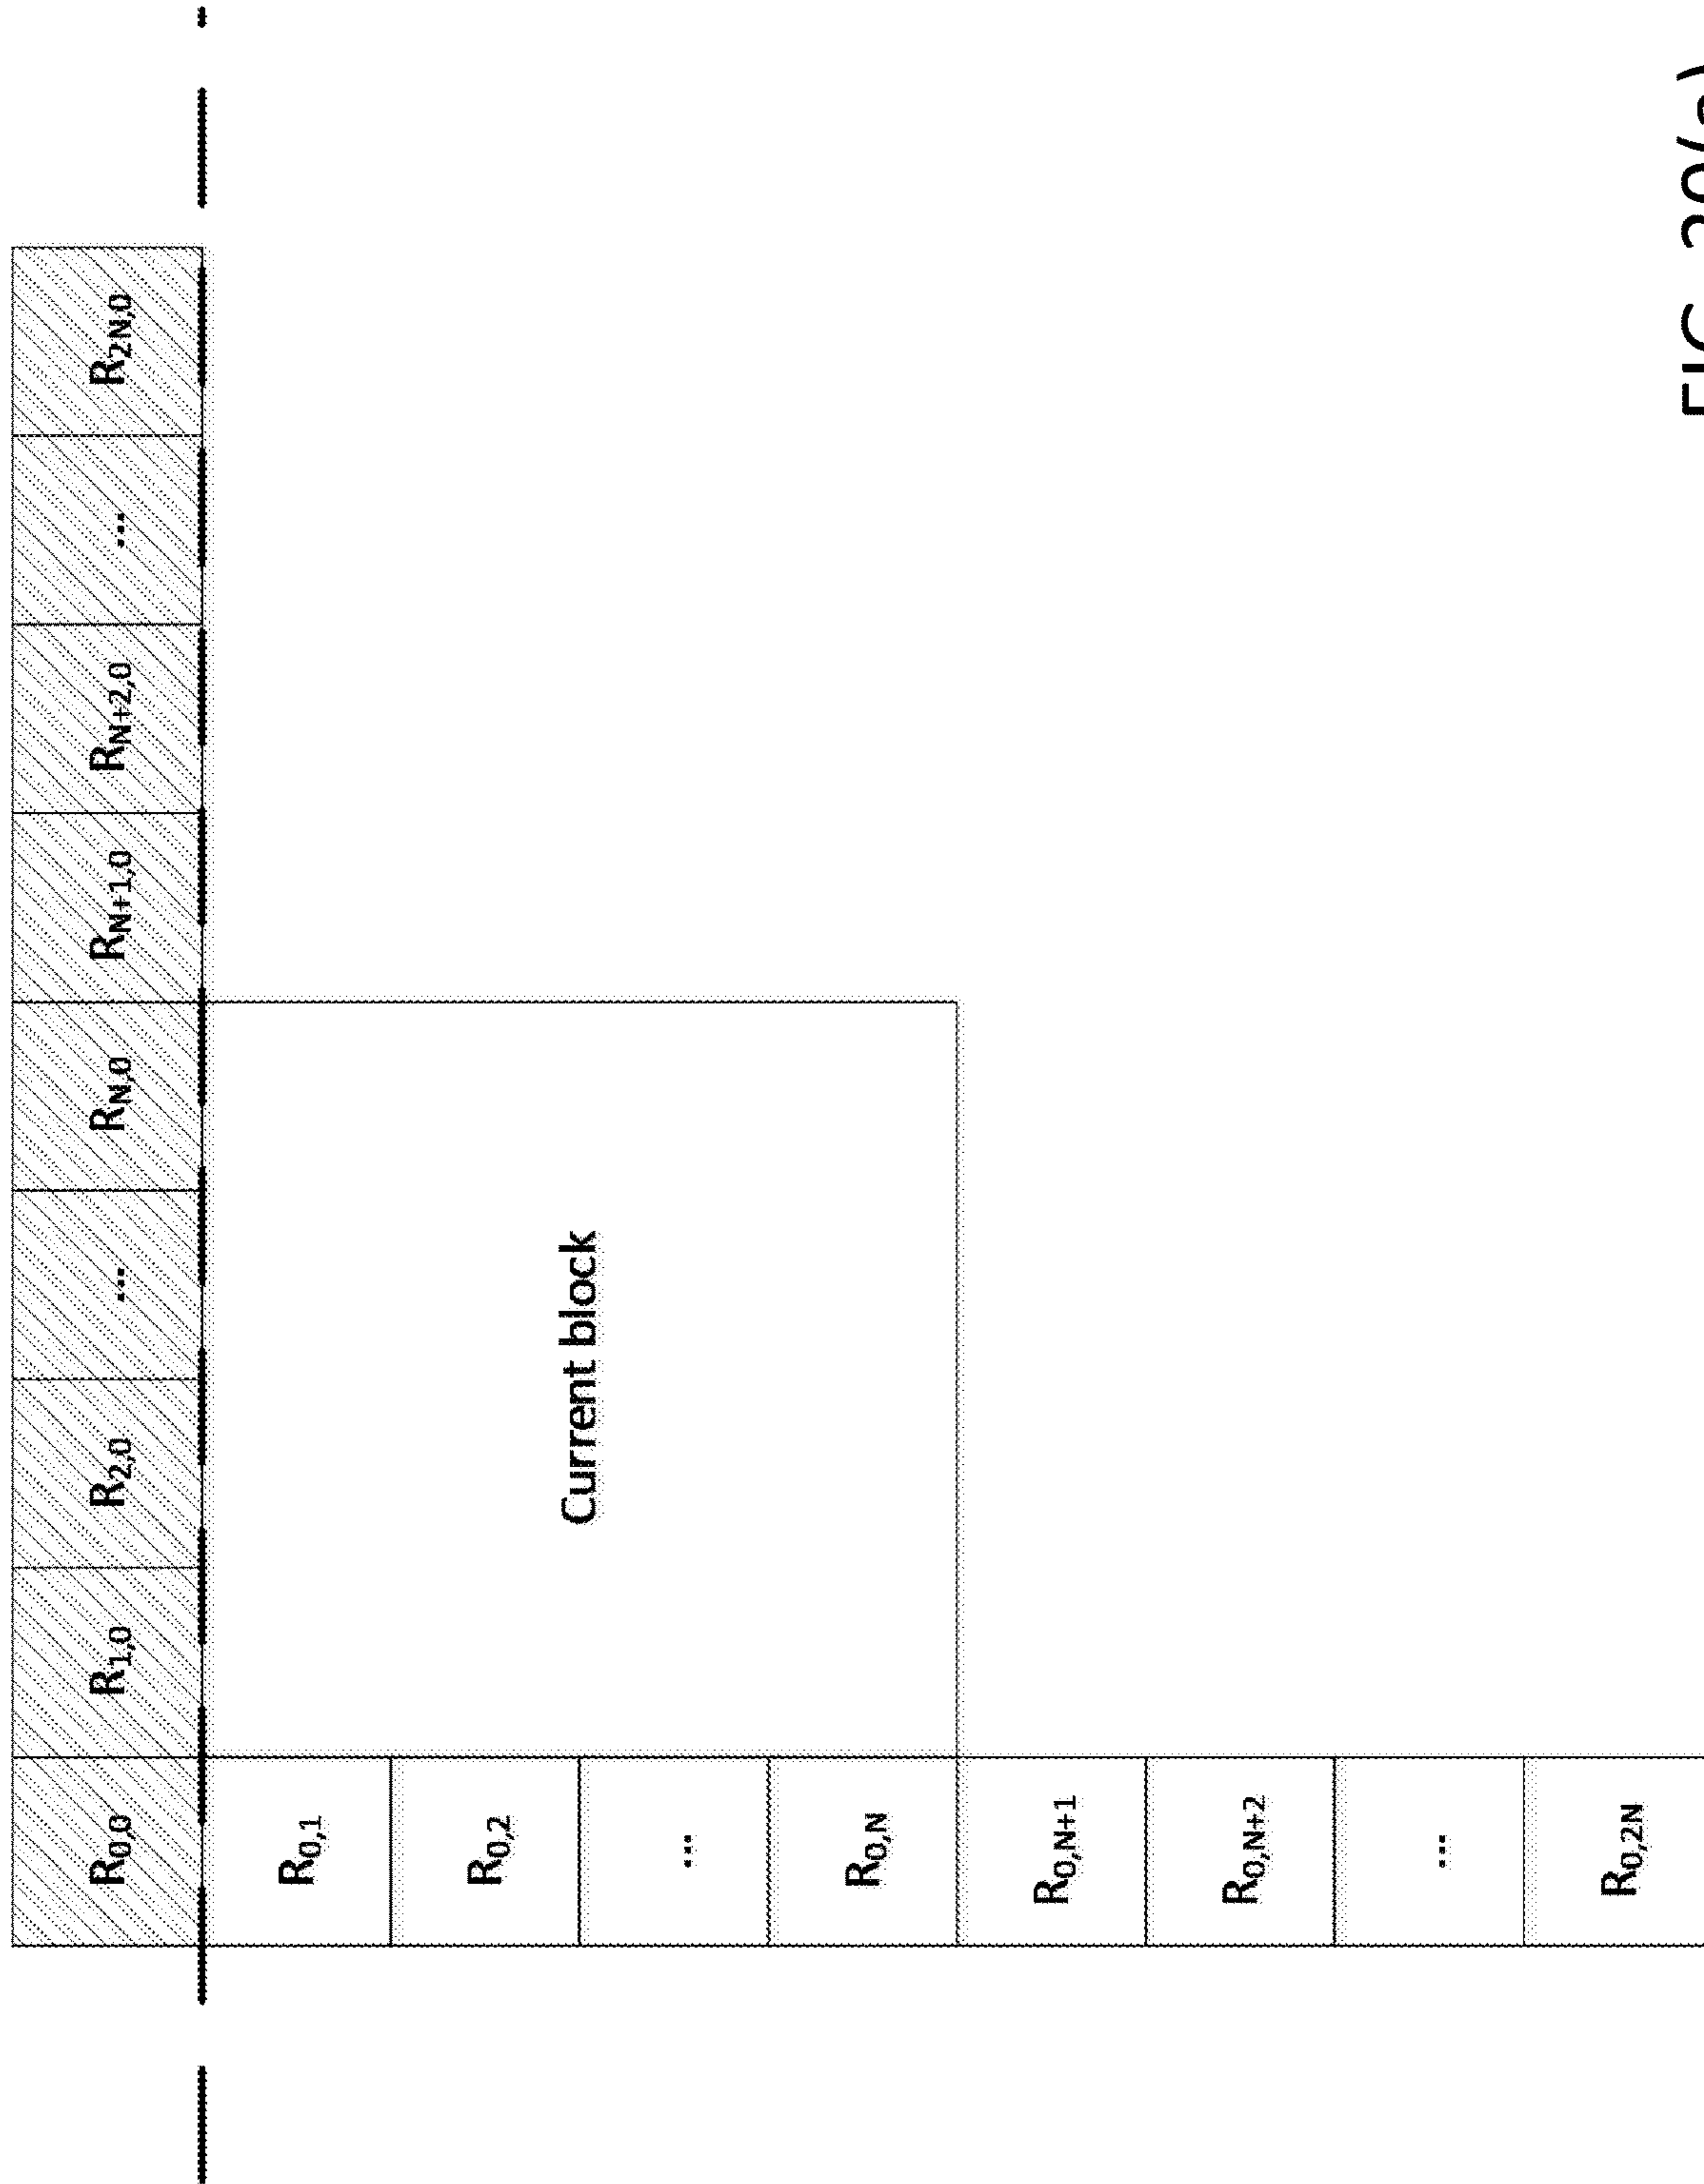 R0,0 R1,0 R2,0 ... RN,0 RN+1,0 RN+2,0 ... R2N,0
R0,1
R0,2
Current block
...
R0,N
R0,N+1
R0,N+2
...
R0,2N